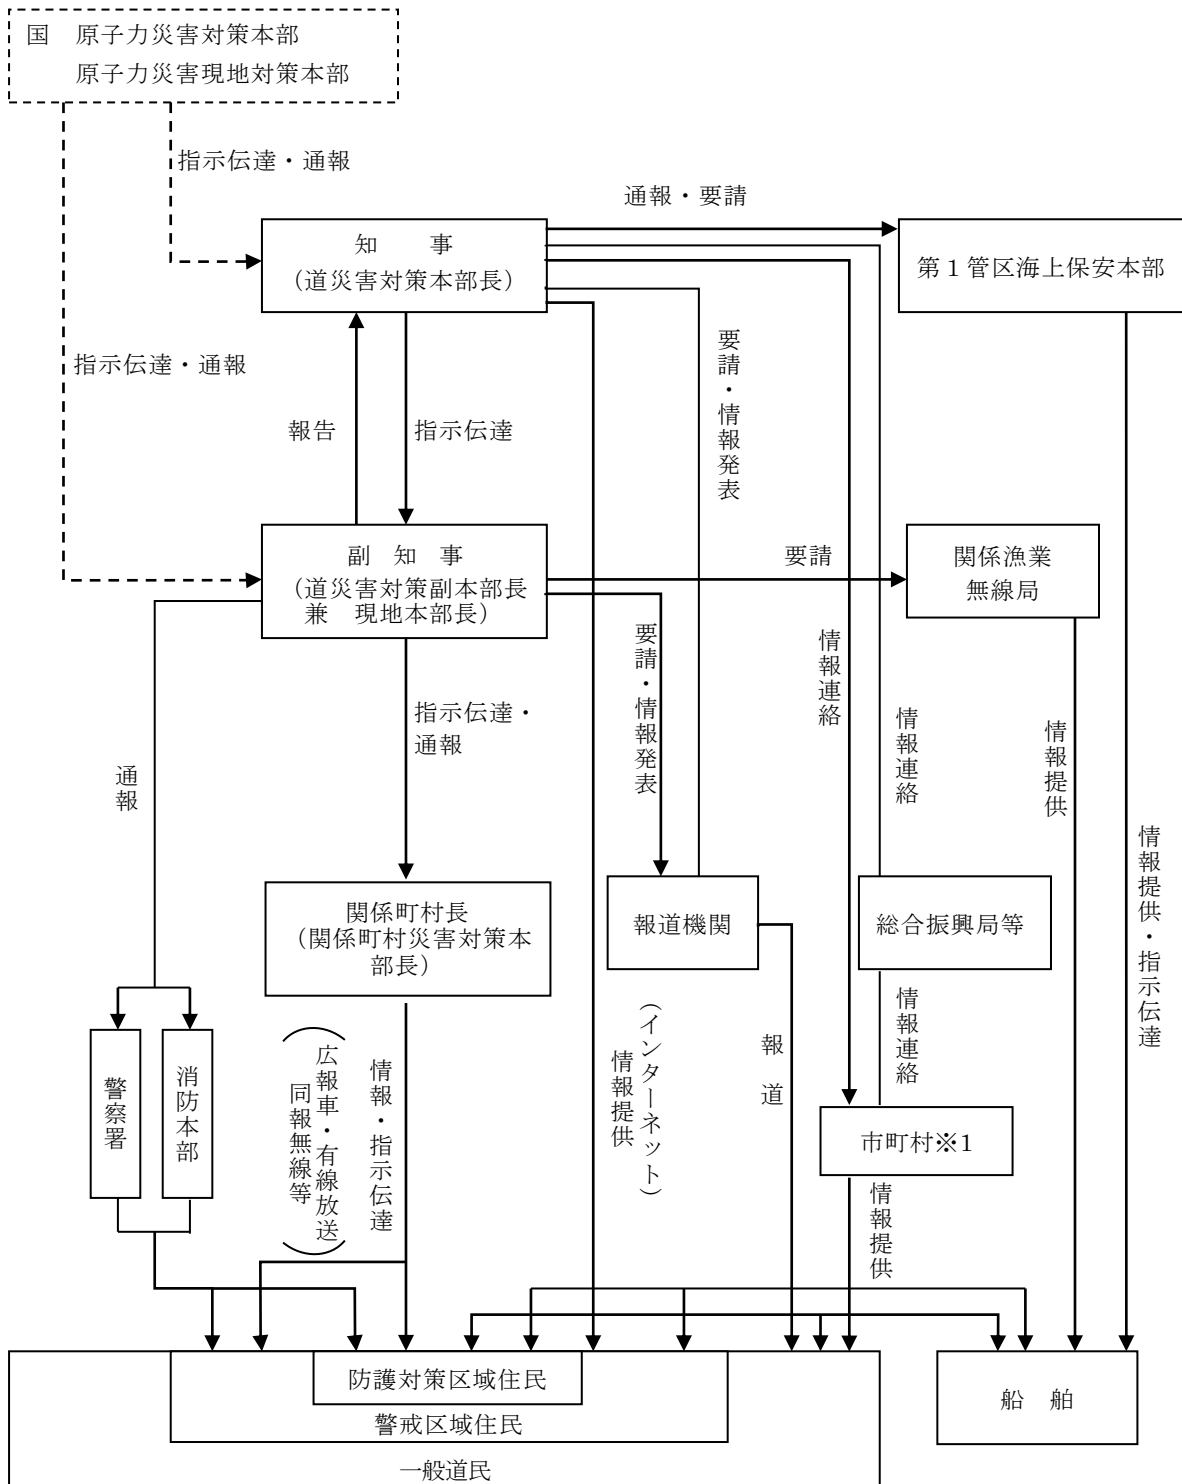 国　原子力災害対策本部
原子力災害現地対策本部
指示伝達・通報
通報・要請
知　　事
（道災害対策本部長）
第１管区海上保安本部
指示伝達・通報
要請・情報発表
報告
指示伝達
副　知　事
（道災害対策副本部長
兼　現地本部長）
要請
関係漁業
無線局
要請・情報発表
情報連絡
情報連絡
情報提供
指示伝達・
通報
通報
情報提供・指示伝達
関係町村長
（関係町村災害対策本
部長）
報道機関
総合振興局等
情報連絡
警察署
消防本部
広報車・有線放送
同報無線等
情報・指示伝達
（インターネット）
情報提供
報　道
市町村※1
情報提供
防護対策区域住民
警戒区域住民
一般道民
船　舶